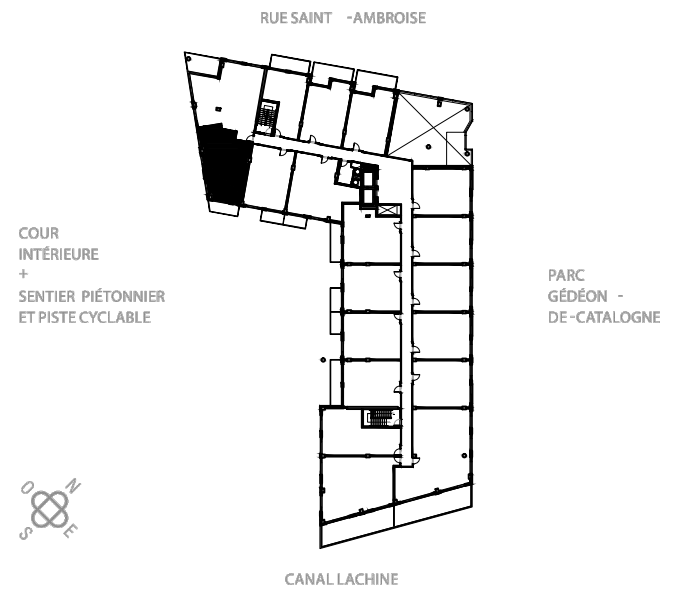 RUE SAINT -AMBROISE
COUR
INTÉRIEURE
+
SENTIER PIÉTONNIER
ET PISTE CYCLABLE
PARC
GÉDÉON -
DE-CATALOGNE
O N
S E
CANAL LACHINE